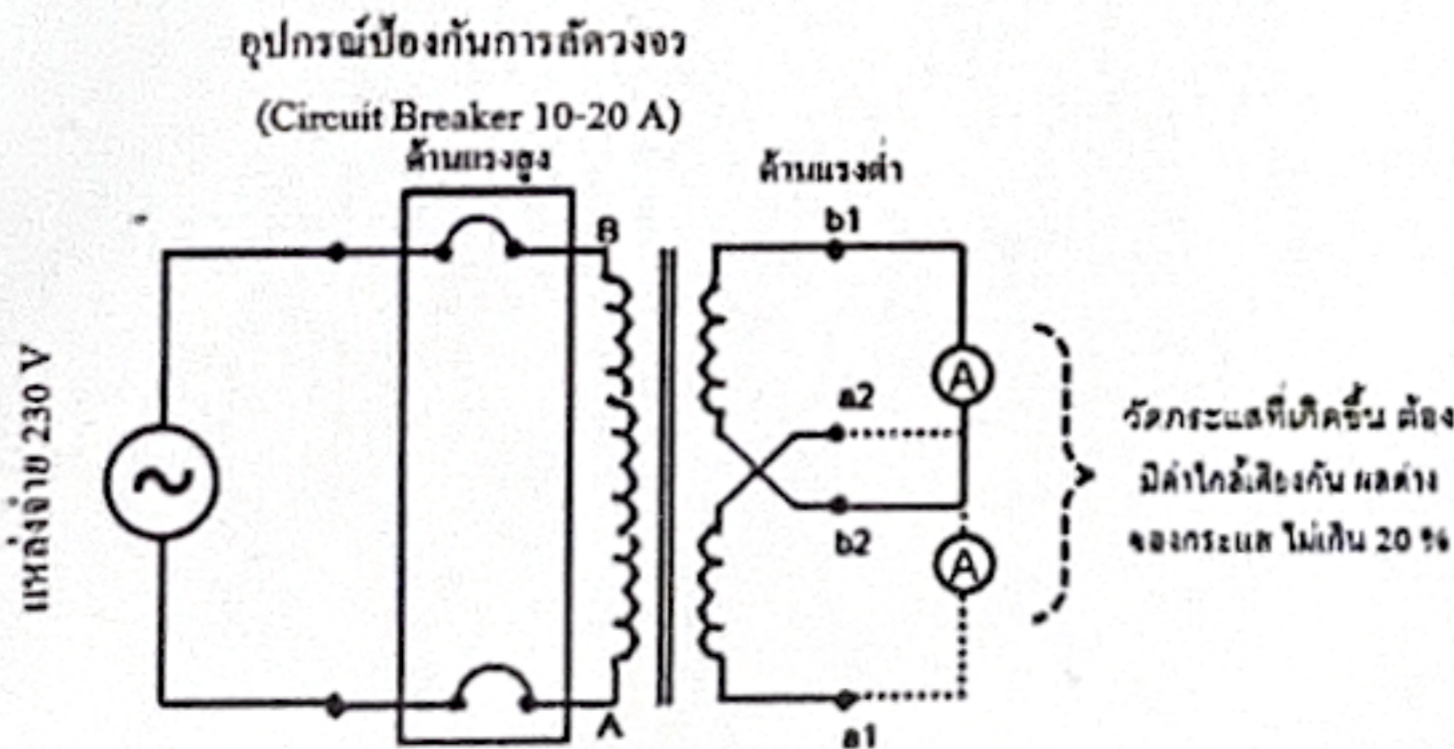 อุปกรณ์ป้องกันการลัดวงจร
(Circuit Breaker 10-20 A)
ด้านแรงสูง
ด้านแรงต่ำ
B
b1
A
a2
แหล่งจ่าย 230 V
วัดกระแสที่เกิดขึ้น ต้อง
มีค่าใกล้เคียงกัน ผลต่าง
ของกระแส ไม่เกิน 20 %
b2
A
A
a1